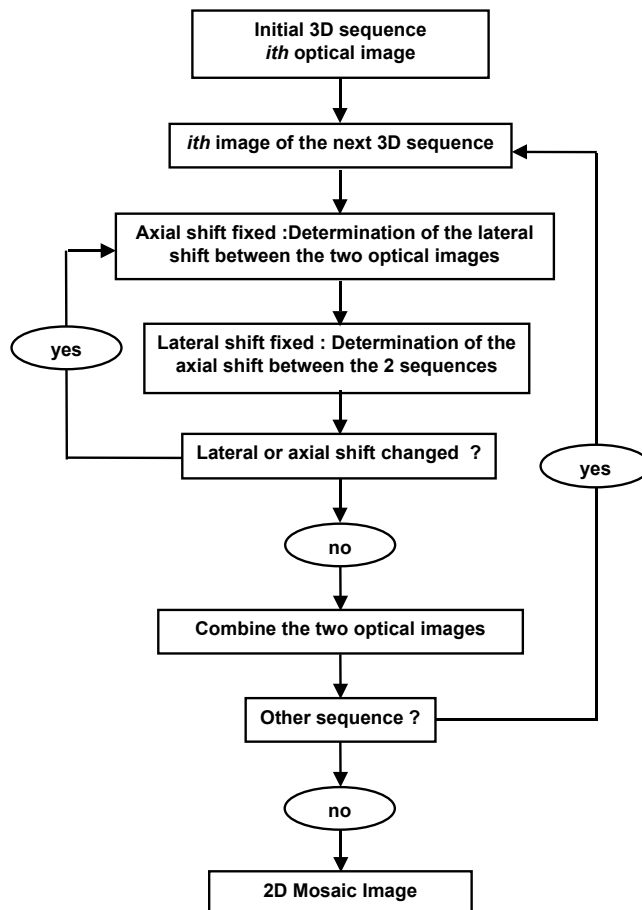 Initial 3D sequence
ith optical image
ith image of the next 3D sequence
Axial shift fixed :Determination of the lateral
shift between the two optical images
yes
Lateral shift fixed : Determination of the
axial shift between the 2 sequences
Lateral or axial shift changed ?
yes
no
Combine the two optical images
Other sequence ?
no
2D Mosaic Image